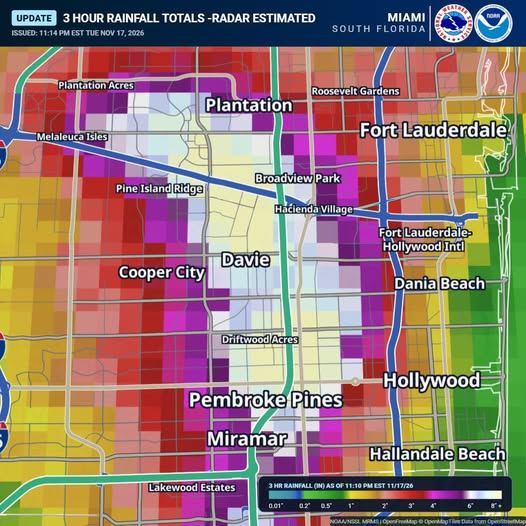 UPDATE 3 HOUR RAINFALL TOTALS -RADAR ESTIMATED
ISSUED: 11:14 PM EST TUE NOV 17, 2026
MIAMI
SOUTH FLORIDA
NOAA
Plantation Acres
Roosevelt Gardens
Plantation
Fort Lauderdale
Melaleuca Isles
Broadview Park
Pine Island Ridge
Hacienda Village
Fort Lauderdale-
Hollywood Intl
Davie
Cooper City
Dania Beach
Driftwood Acres
Hollywood
Pembroke Pines
Miramar
Hallandale Beach
Lakewood Estates
3 HR RAINFALL (IN) AS OF 11:10 PM EST 11/17/26
0.01" 0.2" 0.5" 1" 2" 3" 4" 6" 8"+
NOAA/NSSL MRMS | OpenFreeMap © OpenMapTiles Data from OpenStreetMap